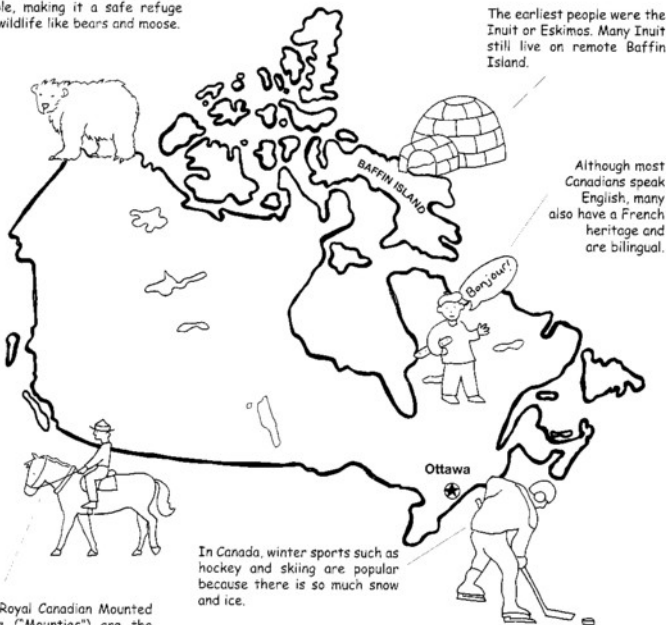 making it a safe refuge
wildlife like bears and moose.
The earliest people were the
Inuit or Eskimos. Many Inuit
still live on remote Baffin
Island.
BAFFIN ISLAND
Although most
Canadians speak
English, many
also have a French
heritage and
are bilingual.
Bonjour!
Ottawa
In Canada, winter sports such as
hockey and skiing are popular
because there is so much snow
and ice.
Royal Canadian Mounted
("Mounties") are the